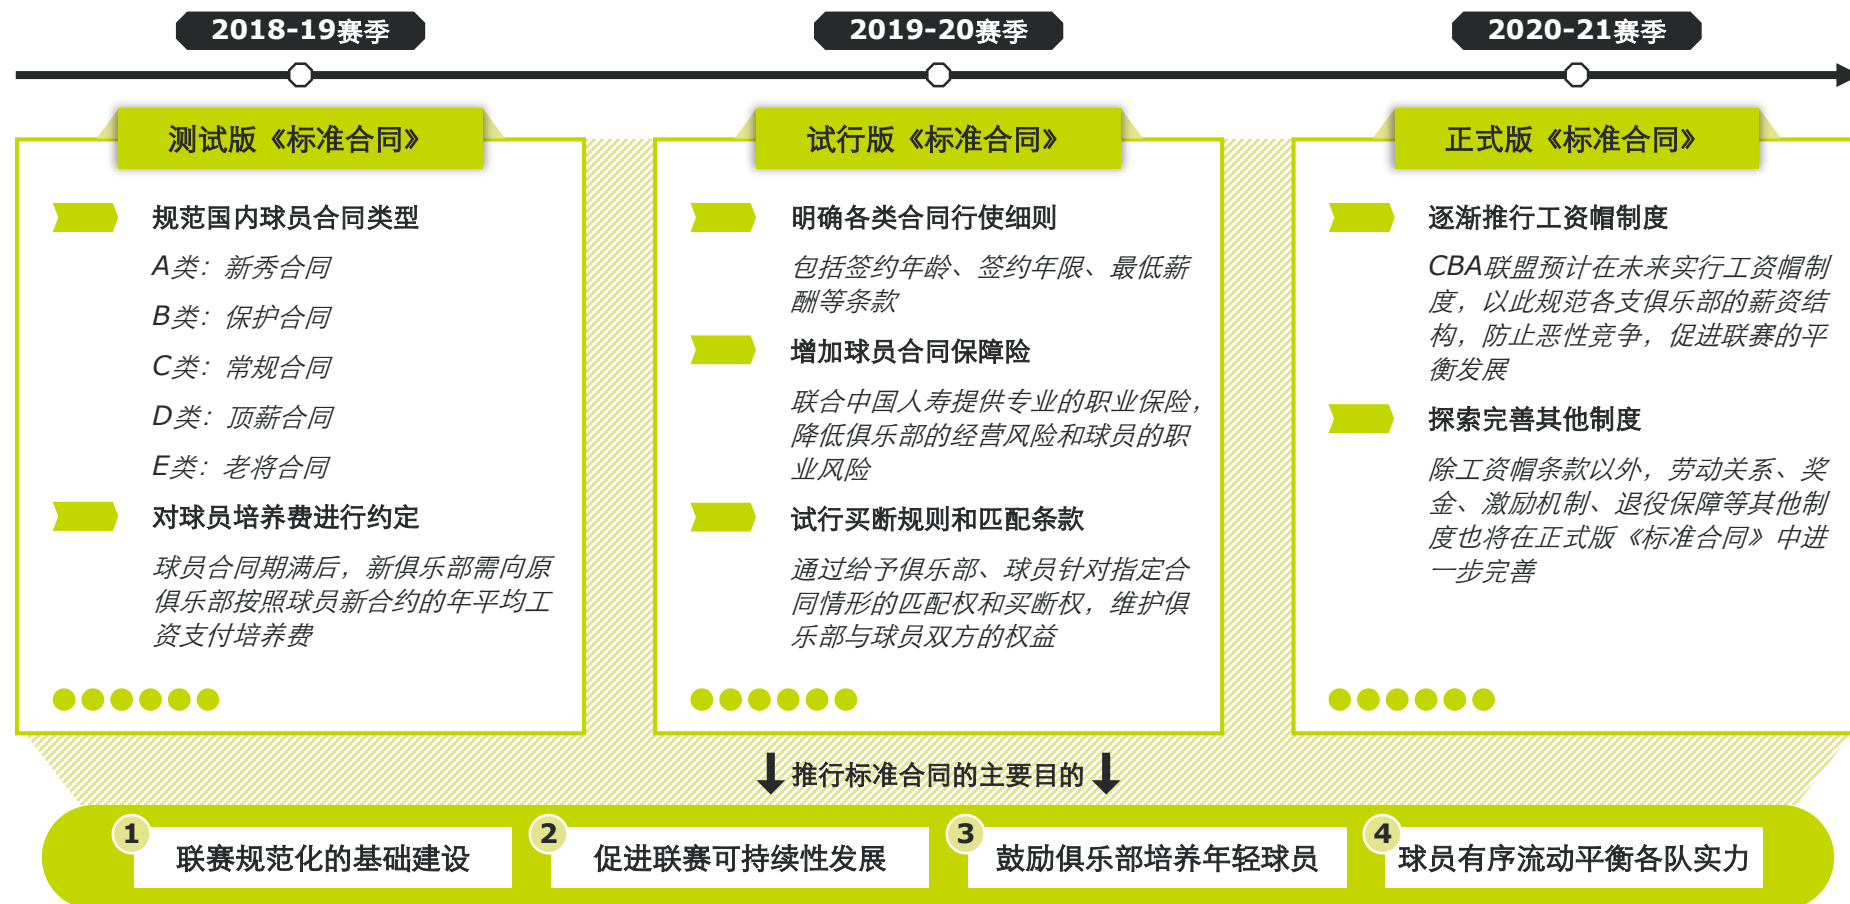 2018-19赛季
2019-20赛季
2020-21赛季
测试版《标准合同》
规范国内球员合同类型
A类：新秀合同
B类：保护合同
C类：常规合同
D类：顶薪合同
E类：老将合同
对球员培养费进行约定
球员合同期满后，新俱乐部需向原
俱乐部按照球员新合约的年平均工
资支付培养费
试行版《标准合同》
明确各类合同行使细则
包括签约年龄、签约年限、最低薪
酬等条款
增加球员合同保障险
联合中国人寿提供专业的职业保险，
降低俱乐部的经营风险和球员的职
业风险
试行买断规则和匹配条款
通过给予俱乐部、球员针对指定合
同情形的匹配权和买断权，维护俱
乐部与球员双方的权益
正式版《标准合同》
逐渐推行工资帽制度
CBA联盟预计在未来实行工资帽制
度，以此规范各支俱乐部的薪资结
构，防止恶性竞争，促进联赛的平
衡发展
探索完善其他制度
除工资帽条款以外，劳动关系、奖
金、激励机制、退役保障等其他制
度也将在正式版《标准合同》中进
一步完善
推行标准合同的主要目的
1
联赛规范化的基础建设
2
促进联赛可持续性发展
3
鼓励俱乐部培养年轻球员
4
球员有序流动平衡各队实力